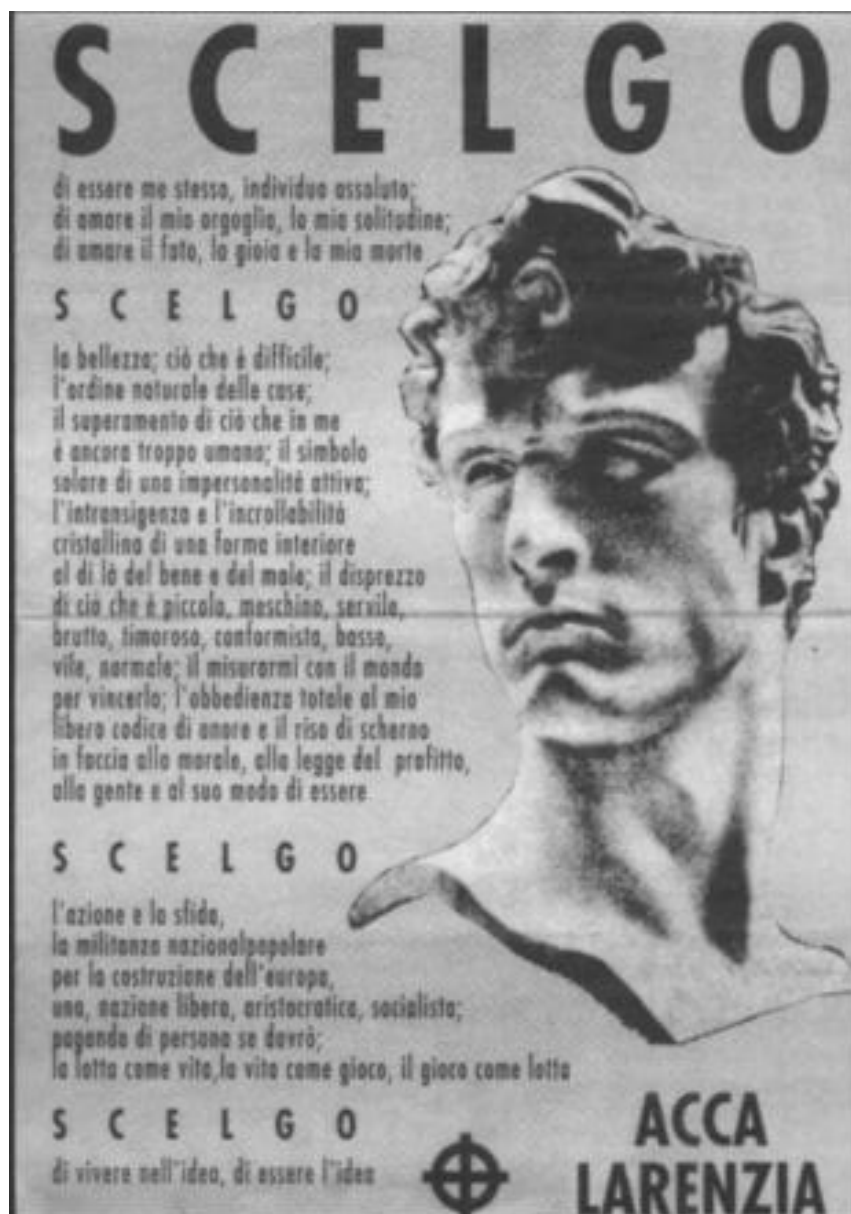 SCELGO
di essere me stesso, individuo assoluto;
di amare il mio orgoglio, la mia solitudine;
di amare il fato, la gioia e la mia morte
SCELGO
la bellezza; ciò che è difficile;
l'ordine naturale delle cose;
il superamento di ciò che in me
è ancora troppo umano; il simbolo
solare di una impersonalità attiva;
l'intransigenza e l'incrollabilità
cristallina di una forma interiore
al di là del bene e del male; il disprezzo
di ciò che è piccolo, meschino, servile,
brutto, timoroso, conformista, basso,
vile, normale; il misurarmi con il mondo
per vincerlo; l'obbedienza totale al mio
libero codice di onore e il riso di scherno
in faccia alla morale, alla legge del profitto,
alla gente e al suo modo di essere
SCELGO
l'azione e la sfida,
la militanza nazionalpopolare
per la costruzione dell'europa,
una, nazione libera, aristocratica, socialista;
pagando di persona se dovrò;
la lotta come vita,la vita come gioco, il gioco come lotta
SCELGO
di vivere nell'idea, di essere l'idea
ACCA
LARENZIA